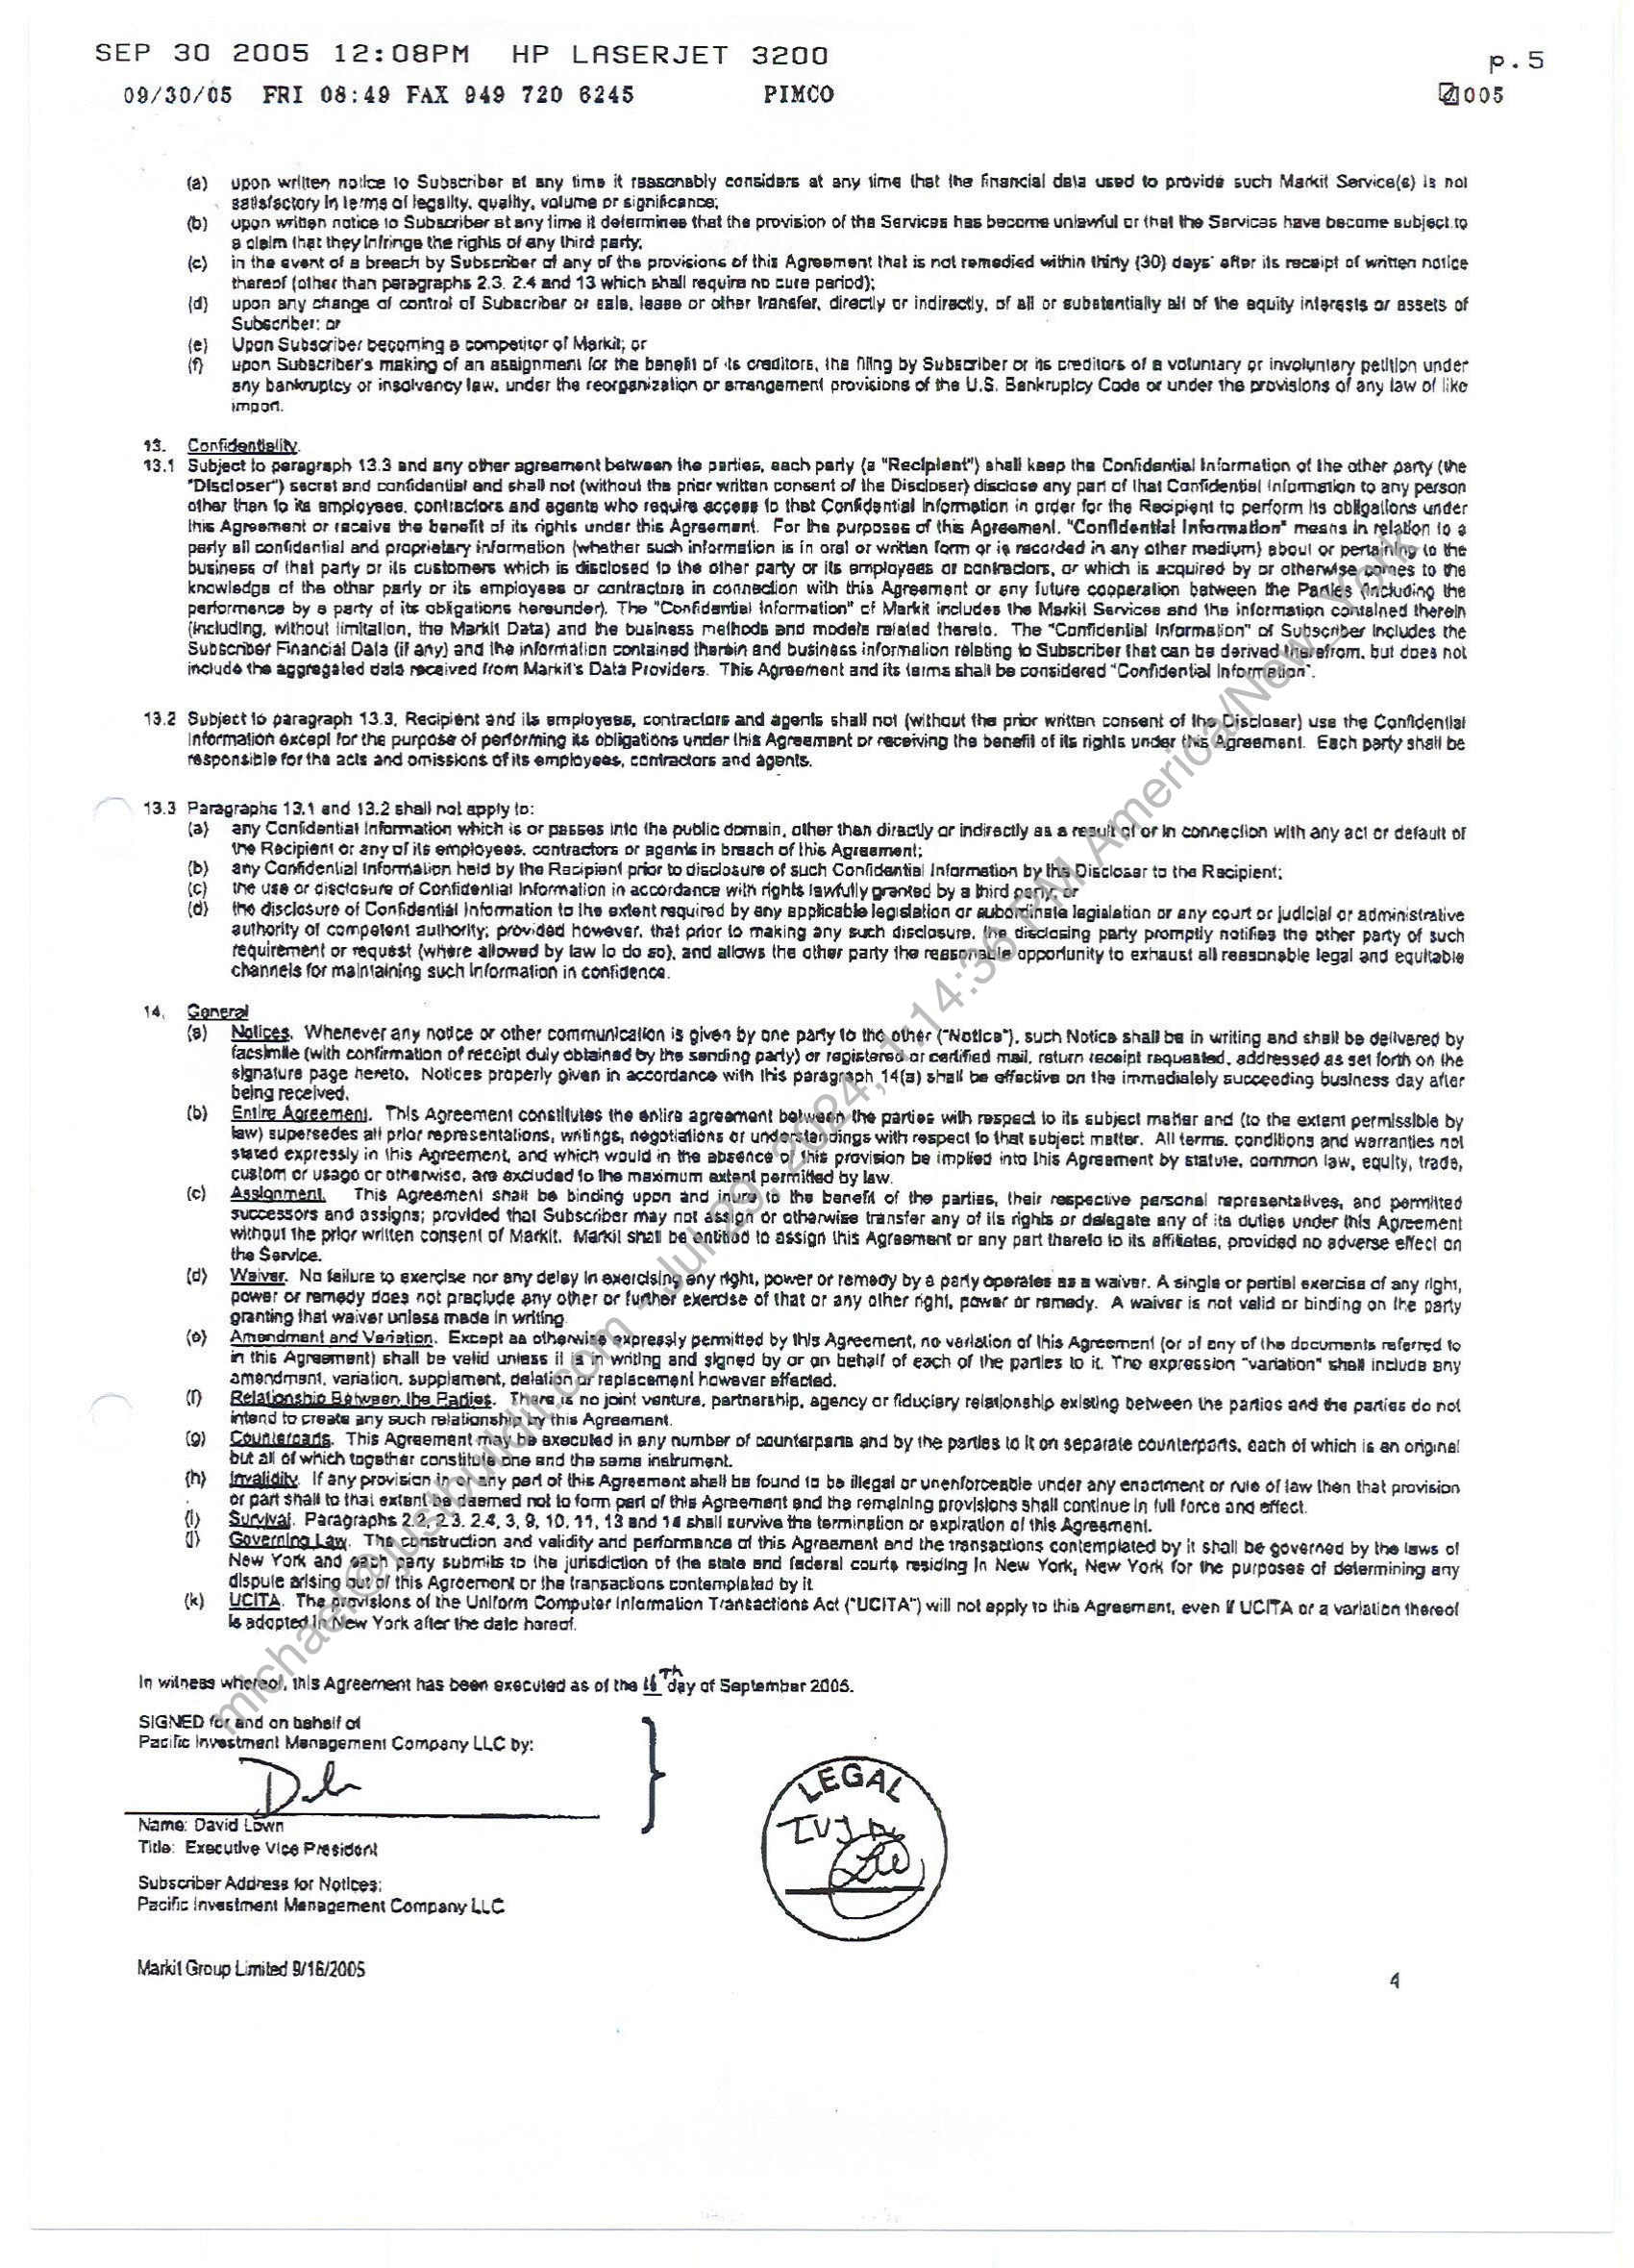 SEP 30 2005 12:08PM HP LASERJET 3200 p.5
09/30/05 FRI 08:49 FAX 949 720 6245 PIMCO 005
(a) upon written notice to Subscriber at any time it reasonably considers at any time that the financial data used to provide such Markit Service(s) is not
satisfactory in terms of legality, quality, volume or significance;
(b) upon written notice to Subscriber at any time it determines that the provision of the Services has become unlawful or that the Services have become subject to
a claim that they infringe the rights of any third party;
(c) in the event of a breach by Subscriber of any of the provisions of this Agreement that is not remedied within thirty (30) days' after its receipt of written notice
thereof (other than paragraphs 2.3, 2.4 and 13 which shall require no cure period);
(d) upon any change of control of Subscriber or sale, lease or other transfer, directly or indirectly, of all or substantially all of the equity interests or assets of
Subscriber; or
(e) Upon Subscriber becoming a competitor of Markit; or
(f) upon Subscriber's making of an assignment for the benefit of its creditors, the filing by Subscriber or its creditors of a voluntary or involuntary petition under
any bankruptcy or insolvency law, under the reorganization or arrangement provisions of the U.S. Bankruptcy Code or under the provisions of any law of like
import.
13. Confidentiality.
13.1 Subject to paragraph 13.3 and any other agreement between the parties, each party (a "Recipient") shall keep the Confidential Information of the other party (the
"Discloser") secret and confidential and shall not (without the prior written consent of the Discloser) disclose any part of that Confidential Information to any person
other than to its employees, contractors and agents who require access to that Confidential Information in order for the Recipient to perform its obligations under
this Agreement or receive the benefit of its rights under this Agreement. For the purposes of this Agreement, "Confidential Information" means in relation to a
party all confidential and proprietary information (whether such information is in oral or written form or is recorded in any other medium) about or pertaining to the
business of that party or its customers which is disclosed to the other party or its employees or contractors, or which is acquired by or otherwise comes to the
knowledge of the other party or its employees or contractors in connection with this Agreement or any future cooperation between the Parties (including the
performance by a party of its obligations hereunder). The "Confidential Information" of Markit includes the Markit Services and the information contained therein
(including, without limitation, the Markit Data) and the business methods and models related thereto. The "Confidential Information" of Subscriber includes the
Subscriber Financial Data (if any) and the information contained therein and business information relating to Subscriber that can be derived therefrom, but does not
include the aggregated data received from Markit's Data Providers. This Agreement and its terms shall be considered "Confidential Information".
13.2 Subject to paragraph 13.3, Recipient and its employees, contractors and agents shall not (without the prior written consent of the Discloser) use the Confidential
Information except for the purpose of performing its obligations under this Agreement or receiving the benefit of its rights under this Agreement. Each party shall be
responsible for the acts and omissions of its employees, contractors and agents.
13.3 Paragraphs 13.1 and 13.2 shall not apply to:
(a) any Confidential Information which is or passes into the public domain, other than directly or indirectly as a result of or in connection with any act or default of
the Recipient or any of its employees, contractors or agents in breach of this Agreement;
(b) any Confidential Information held by the Recipient prior to disclosure of such Confidential Information by the Discloser to the Recipient;
(c) the use or disclosure of Confidential Information in accordance with rights lawfully granted by a third party; or
(d) the disclosure of Confidential Information to the extent required by any applicable legislation or subordinate legislation or any court or judicial or administrative
authority of competent authority; provided however, that prior to making any such disclosure, the disclosing party promptly notifies the other party of such
requirement or request (where allowed by law to do so), and allows the other party the reasonable opportunity to exhaust all reasonable legal and equitable
channels for maintaining such information in confidence.
14. General
(a) Notices. Whenever any notice or other communication is given by one party to the other ("Notice"), such Notice shall be in writing and shall be delivered by
facsimile (with confirmation of receipt duly obtained by the sending party) or registered or certified mail, return receipt requested, addressed as set forth on the
signature page hereto. Notices properly given in accordance with this paragraph 14(a) shall be effective on the immediately succeeding business day after
being received.
(b) Entire Agreement. This Agreement constitutes the entire agreement between the parties with respect to its subject matter and (to the extent permissible by
law) supersedes all prior representations, writings, negotiations or understandings with respect to that subject matter. All terms, conditions and warranties not
stated expressly in this Agreement, and which would in the absence of this provision be implied into this Agreement by statute, common law, equity, trade,
custom or usage or otherwise, are excluded to the maximum extent permitted by law.
(c) Assignment. This Agreement shall be binding upon and inure to the benefit of the parties, their respective personal representatives, and permitted
successors and assigns; provided that Subscriber may not assign or otherwise transfer any of its rights or delegate any of its duties under this Agreement
without the prior written consent of Markit. Markit shall be entitled to assign this Agreement or any part thereto to its affiliates, provided no adverse effect on
the Service.
(d) Waiver. No failure to exercise nor any delay in exercising any right, power or remedy by a party operates as a waiver. A single or partial exercise of any right,
power or remedy does not preclude any other or further exercise of that or any other right, power or remedy. A waiver is not valid or binding on the party
granting that waiver unless made in writing.
(e) Amendment and Variation. Except as otherwise expressly permitted by this Agreement, no variation of this Agreement (or of any of the documents referred to
in this Agreement) shall be valid unless it is in writing and signed by or on behalf of each of the parties to it. The expression "variation" shall include any
amendment, variation, supplement, deletion or replacement however effected.
(f) Relationship Between the Parties. There is no joint venture, partnership, agency or fiduciary relationship existing between the parties and the parties do not
intend to create any such relationship by this Agreement.
(g) Counterparts. This Agreement may be executed in any number of counterparts and by the parties to it on separate counterparts, each of which is an original
but all of which together constitute one and the same instrument.
(h) Invalidity. If any provision in or any part of this Agreement shall be found to be illegal or unenforceable under any enactment or rule of law then that provision
or part shall to that extent be deemed not to form part of this Agreement and the remaining provisions shall continue in full force and effect.
(i) Survival. Paragraphs 2.2, 2.3, 2.4, 3, 9, 10, 11, 13 and 14 shall survive the termination or expiration of this Agreement.
(j) Governing Law. The construction and validity and performance of this Agreement and the transactions contemplated by it shall be governed by the laws of
New York and each party submits to the jurisdiction of the state and federal courts residing in New York, New York for the purposes of determining any
dispute arising out of this Agreement or the transactions contemplated by it
(k) UCITA. The provisions of the Uniform Computer Information Transactions Act ("UCITA") will not apply to this Agreement, even if UCITA or a variation thereof
is adopted in New York after the date hereof.
In witness whereof, this Agreement has been executed as of the 16th day of September 2005.
SIGNED for and on behalf of
Pacific Investment Management Company LLC by:
LEGAL
Name: David Lown
Title: Executive Vice President
Subscriber Address for Notices:
Pacific Investment Management Company LLC
Markit Group Limited 9/16/2005 4
michael@justbuildit.com - Jul 29, 2024, 1:14:36 PM America/New_York